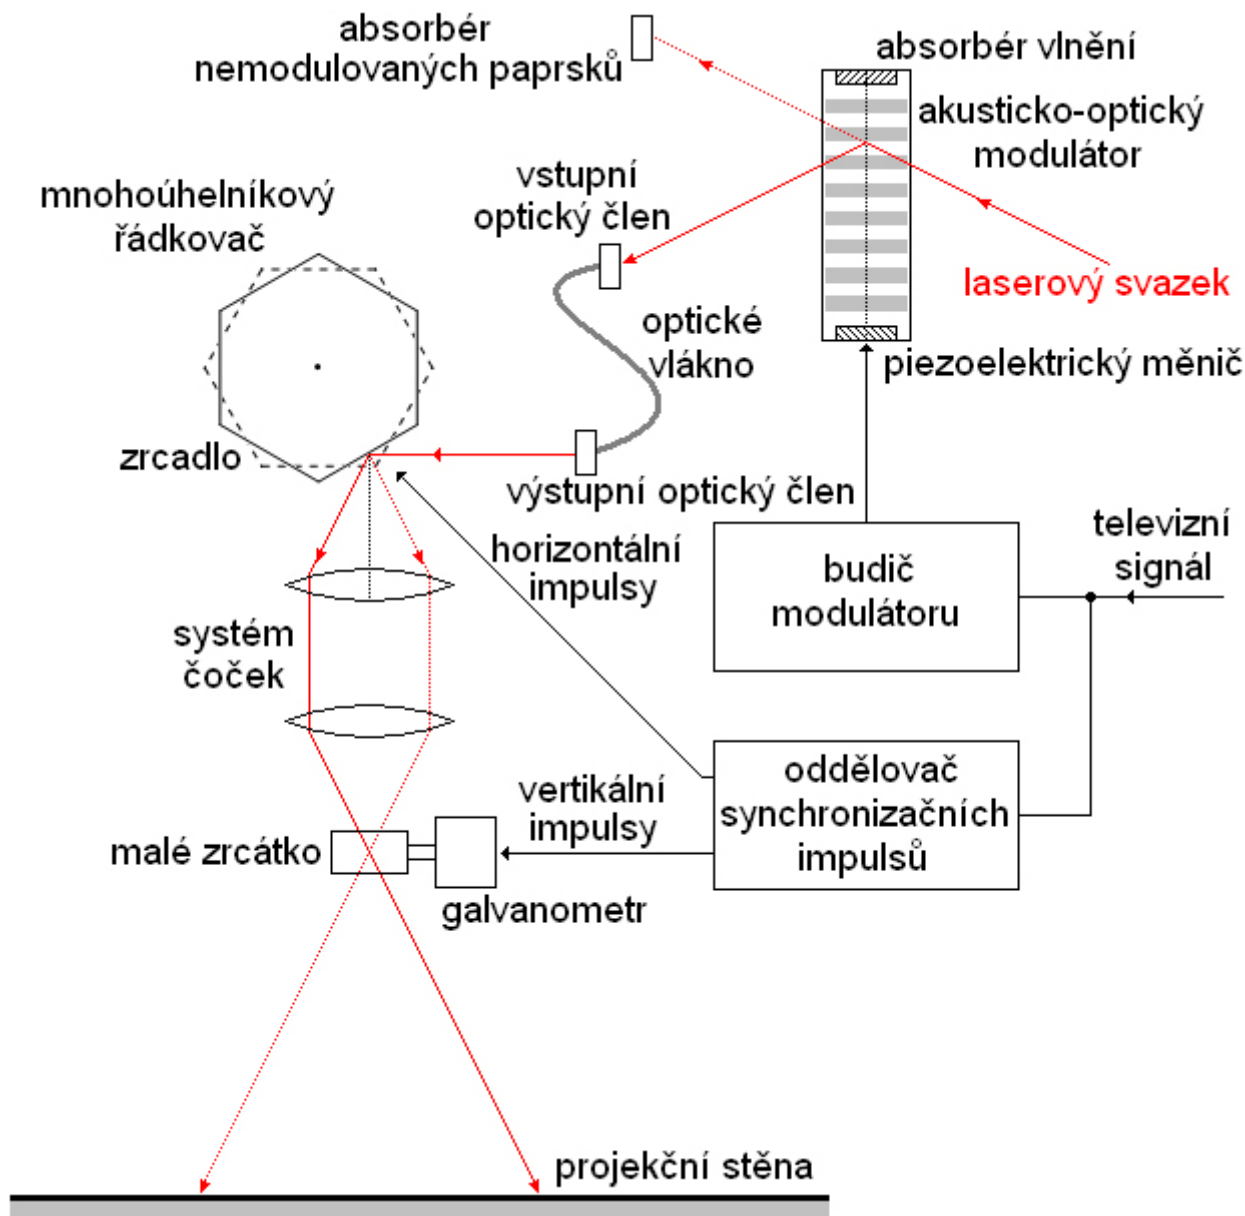 absorbér
nemodulovaných paprsků
absorbér vlnění
akusticko-optický
modulátor
vstupní
optický člen
mnohoúhelníkový
řádkovač
laserový svazek
optické
vlákno
piezoelektrický měnič
zrcadlo
výstupní optický člen
horizontální
impulsy
budič
modulátoru
televizní
signál
systém
čoček
vertikální
impulsy
oddělovač
synchronizačních
impulsů
malé zrcátko
galvanometr
projekční stěna